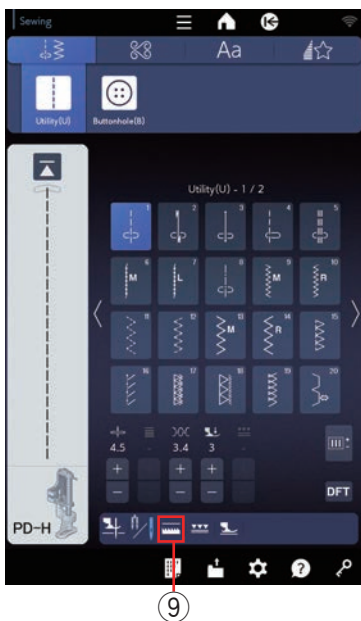 Sewing
Aa
Utility(U) Buttonhole(B)
Utility(U) - 1 / 2
1 2 3 4 5
6 M 7 L 8 9 M 10 R
11 12 13 M 14 R 15
16 17 18 19 20
4.5 - 3.4 3 -
+ +
- -
DFT
PD-H
9